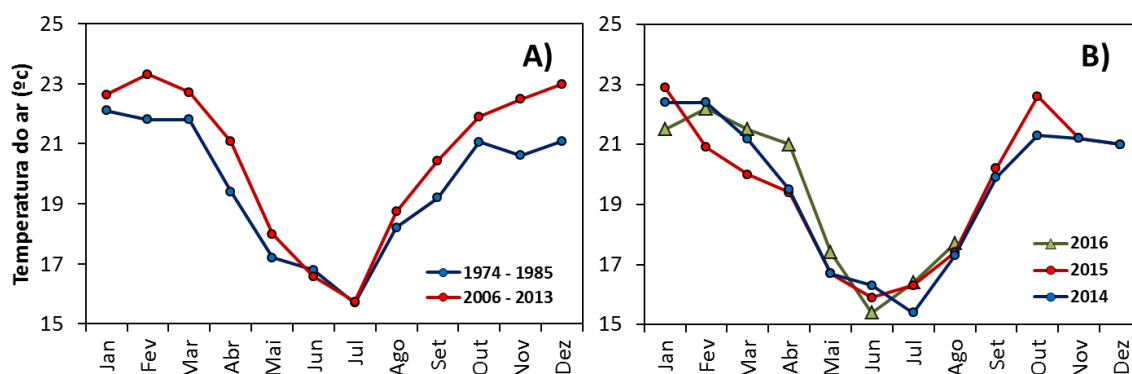 Temperatura do ar (ºc)
A)
25
23
21
19
17
15
1974 - 1985
2006 - 2013
Jan Fev Mar Abr Mai Jun Jul Ago Set Out Nov Dez
B)
25
23
21
19
17
15
2016
2015
2014
Jan Fev Mar Abr Mai Jun Jul Ago Set Out Nov Dez